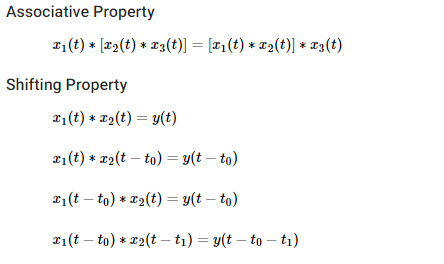 Associative Property
x₁(t) ∗ [x₂(t) ∗ x₃(t)] = [x₁(t) ∗ x₂(t)] ∗ x₃(t)
Shifting Property
x₁(t) ∗ x₂(t) = y(t)
x₁(t) ∗ x₂(t − t₀) = y(t − t₀)
x₁(t − t₀) ∗ x₂(t) = y(t − t₀)
x₁(t − t₀) ∗ x₂(t − t₁) = y(t − t₀ − t₁)